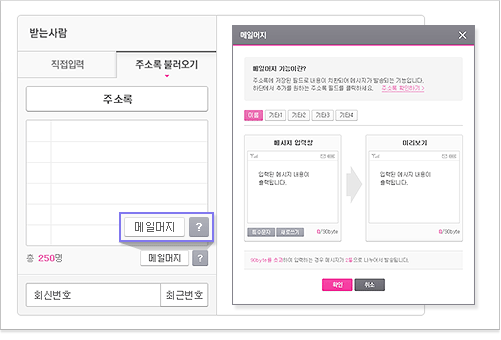 받는사람
직접입력
주소록 불러오기
주소록
메일머지 ?
총 250명
메일머지 ?
회신번호
최근번호
메일머지
메일머지 기능이란?
주소록에 저장된 필드로 내용이 치환되어 메시지가 발송되는 기능입니다.
하단에서 추가를 원하는 주소록 필드를 클릭하세요. 주소록 확인하기 >
이름 기타1 기타2 기타3 기타4
메시지 입력창
입력된 메시지 내용이
출력됩니다.
특수문자 새로쓰기 0/90byte
미리보기
입력된 메시지 내용이
출력됩니다.
0/90byte
90byte를 초과하여 입력하는 경우 메시지가 2통으로 나누어서 발송됩니다.
확인 취소